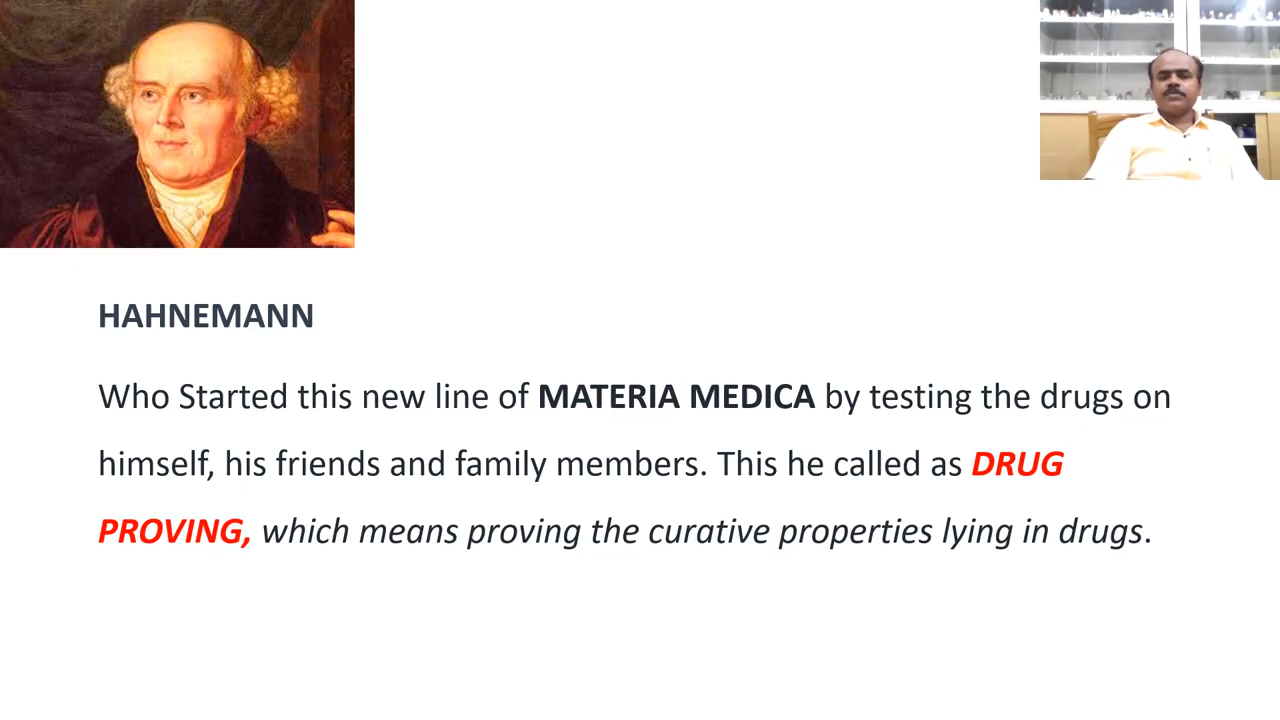 HAHNEMANN
Who Started this new line of MATERIA MEDICA by testing the drugs on
himself, his friends and family members. This he called as DRUG
PROVING, which means proving the curative properties lying in drugs.